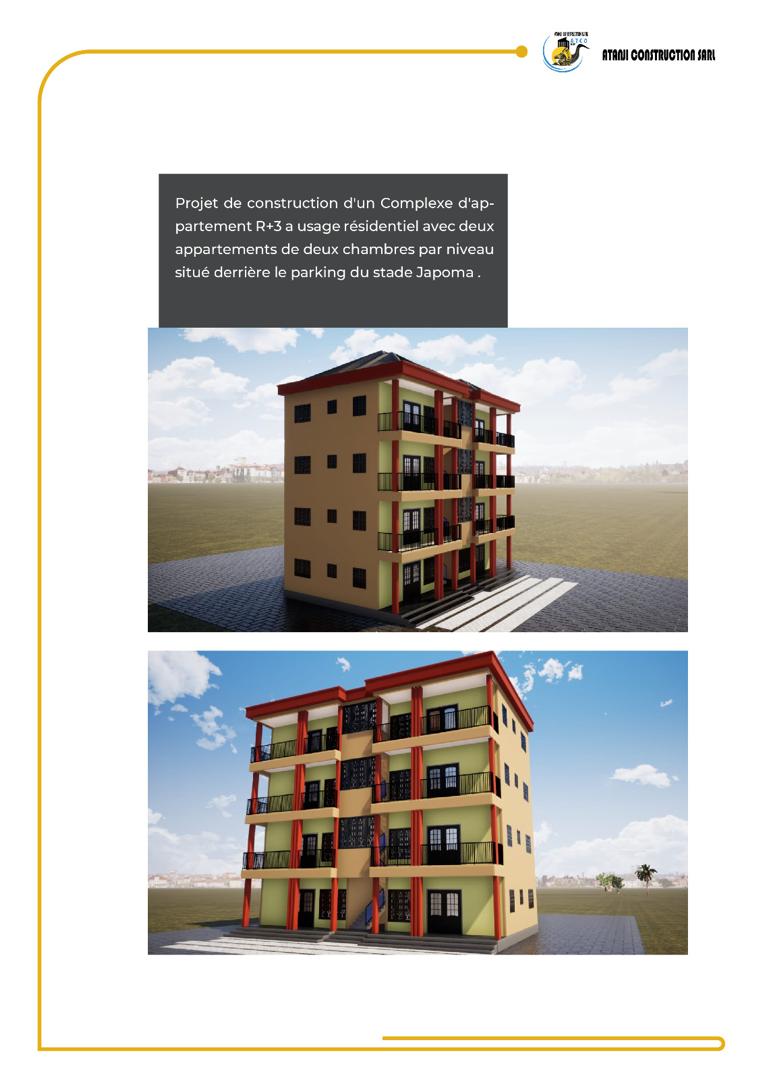 ATANJI CONSTRUCTION SARL
Projet de construction d'un Complexe d'ap-
partement R+3 a usage résidentiel avec deux
appartements de deux chambres par niveau
situé derrière le parking du stade Japoma .